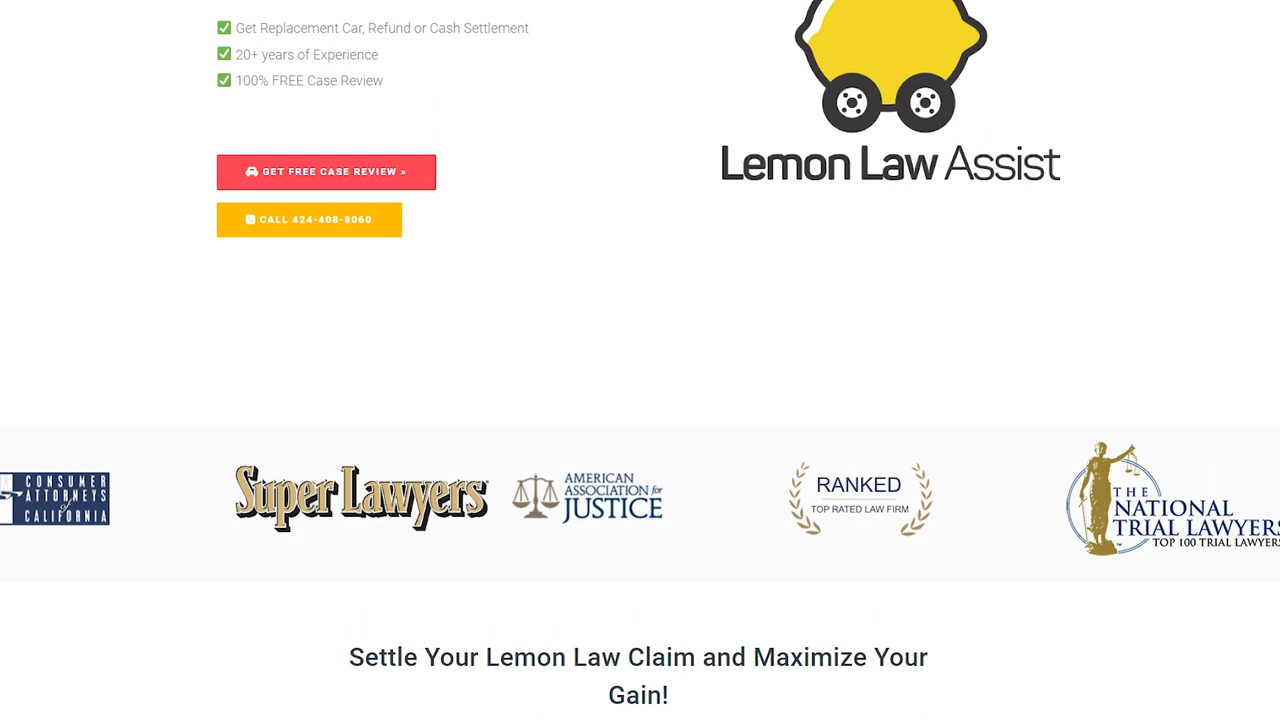 Get Replacement Car, Refund or Cash Settlement
20+ years of Experience
100% FREE Case Review
GET FREE CASE REVIEW »
CALL 424-408-8060
Lemon Law Assist
CONSUMER
ATTORNEYS
of
CALIFORNIA
Super Lawyers
AMERICAN
ASSOCIATION for
JUSTICE
RANKED
TOP RATED LAW FIRM
THE
NATIONAL
TRIAL LAWYERS
TOP 100 TRIAL LAWYERS
Settle Your Lemon Law Claim and Maximize Your
Gain!